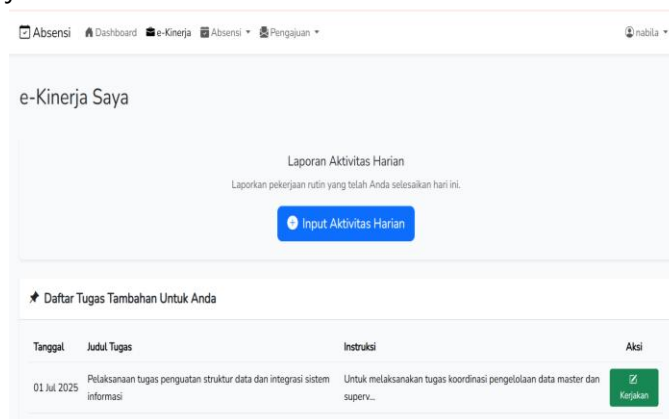 Absensi Dashboard e-Kinerja Absensi Pengajuan nabila
e-Kinerja Saya
Laporan Aktivitas Harian
Laporkan pekerjaan rutin yang telah Anda selesaikan hari ini.
Input Aktivitas Harian
Daftar Tugas Tambahan Untuk Anda
Tanggal Judul Tugas Instruksi Aksi
01 Jul 2025 Pelaksanaan tugas penguatan struktur data dan integrasi sistem informasi Untuk melaksanakan tugas koordinasi pengelolaan data master dan superv... Kerjakan